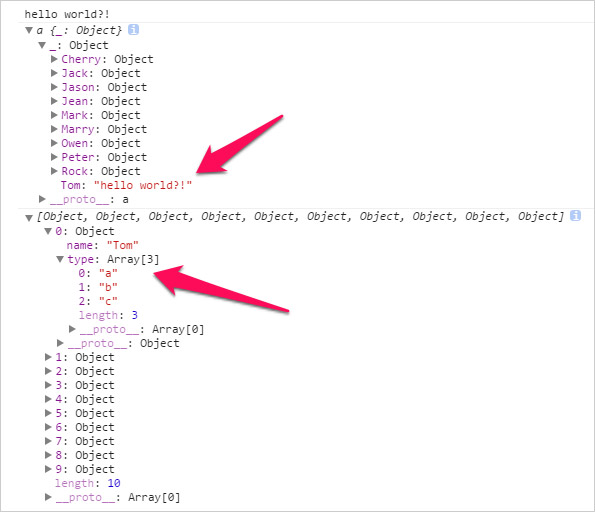 hello world?!
▼ a {_: Object} i
▼ _: Object
▶ Cherry: Object
▶ Jack: Object
▶ Jason: Object
▶ Jean: Object
▶ Mark: Object
▶ Marry: Object
▶ Owen: Object
▶ Peter: Object
▶ Rock: Object
Tom: "hello world?!"
▶ __proto__: a
▼ [Object, Object, Object, Object, Object, Object, Object, Object, Object, Object] i
▼ 0: Object
name: "Tom"
▼ type: Array[3]
0: "a"
1: "b"
2: "c"
length: 3
▶ __proto__: Array[0]
▶ __proto__: Object
▶ 1: Object
▶ 2: Object
▶ 3: Object
▶ 4: Object
▶ 5: Object
▶ 6: Object
▶ 7: Object
▶ 8: Object
▶ 9: Object
length: 10
▶ __proto__: Array[0]